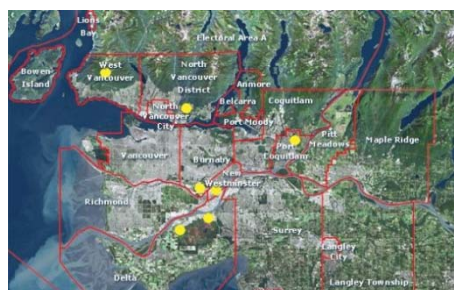 Lions
Bay
Electoral Area A
Bowen
Island
West
Vancouver
North
Vancouver
District
Anmore
Belcarra
Coquitlam
North
Vancouver
City
Port Moody
Pitt
Meadows
Maple Ridge
Port
Coquitlam
Vancouver
Burnaby
New
Westminster
Richmond
Surrey
Langley
City
Delta
Langley Township